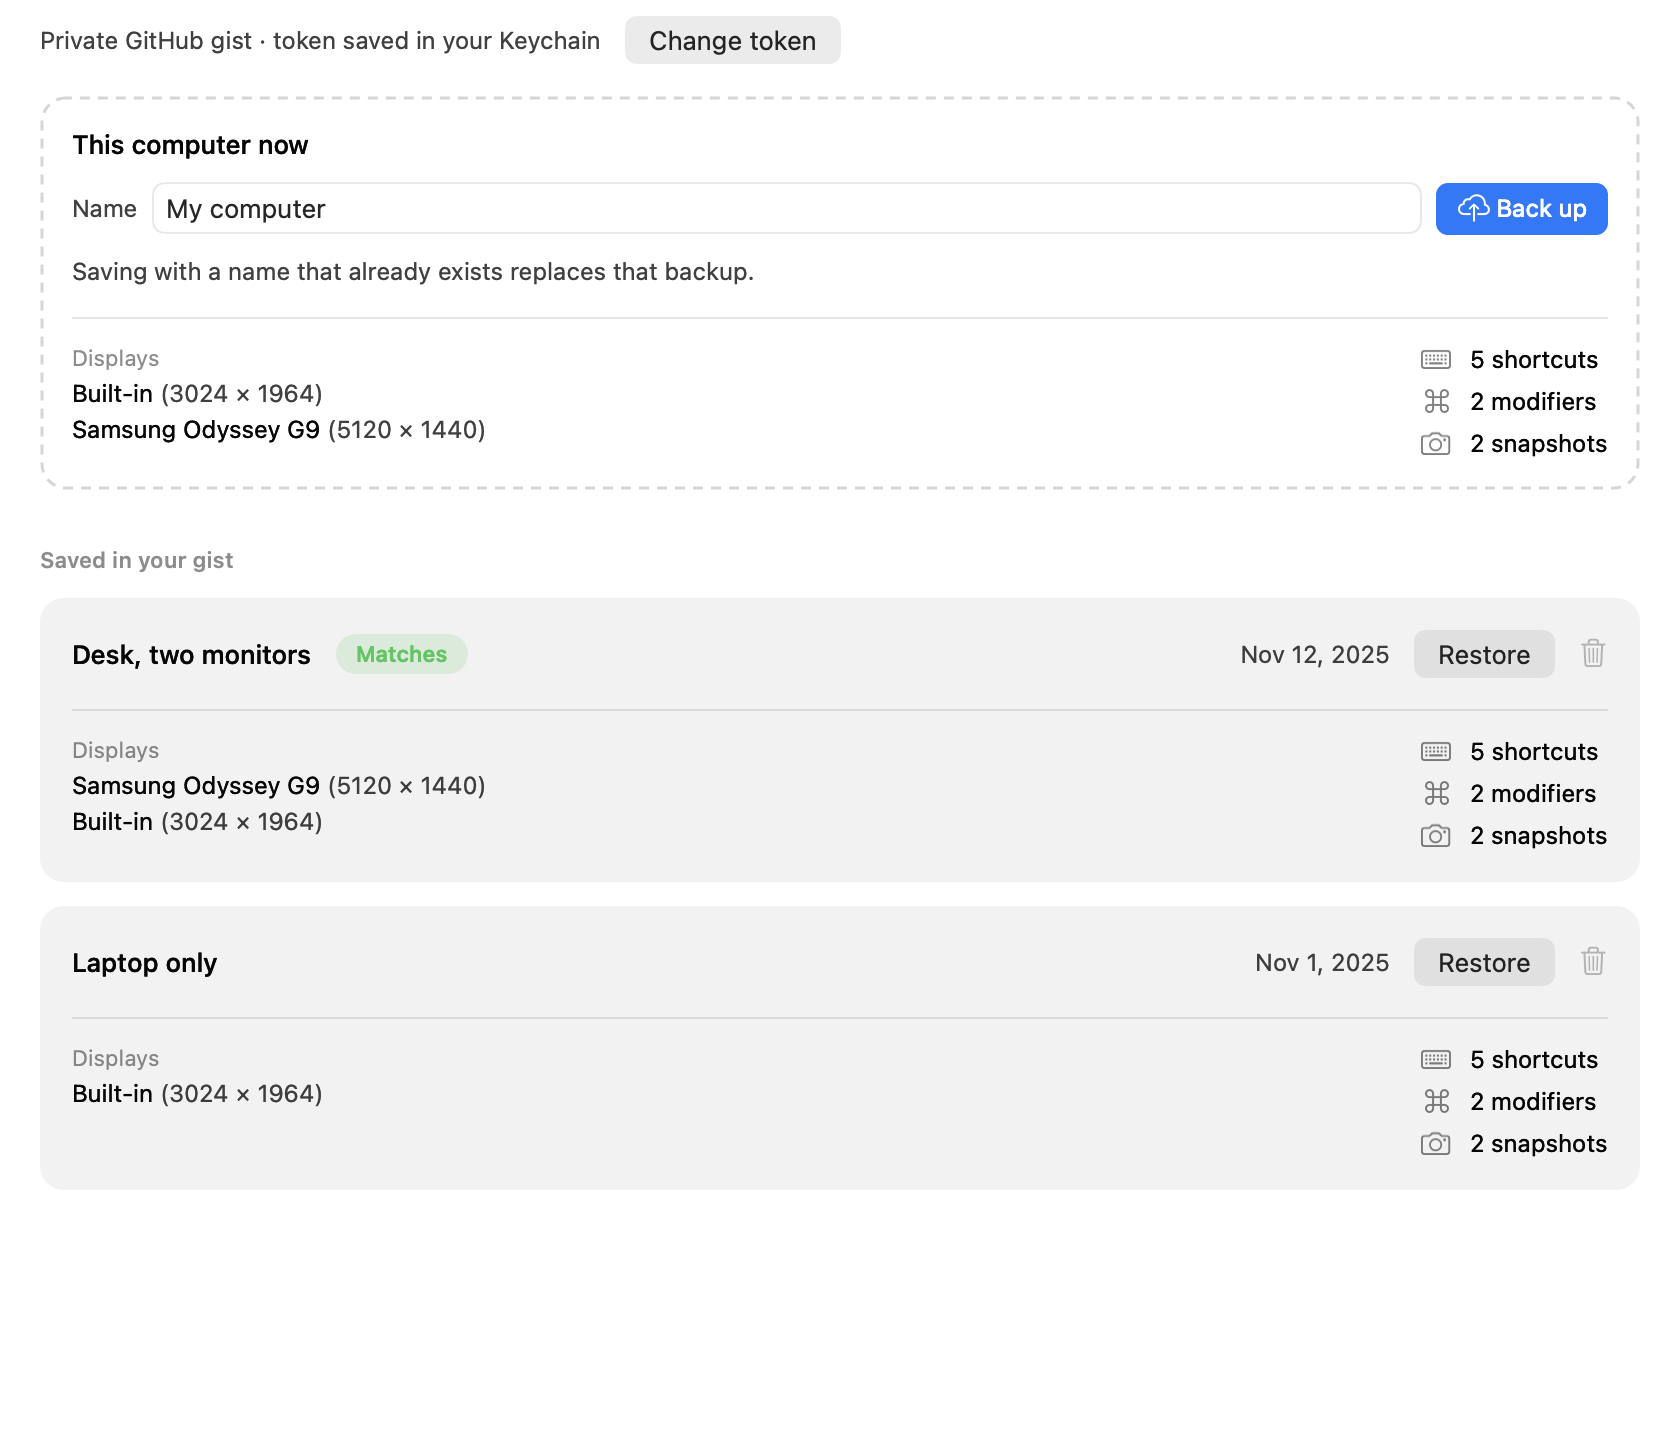 Private GitHub gist · token saved in your Keychain Change token
This computer now
Name My computer Back up
Saving with a name that already exists replaces that backup.
Displays
Built-in (3024 × 1964)
Samsung Odyssey G9 (5120 × 1440)
5 shortcuts
2 modifiers
2 snapshots
Saved in your gist
Desk, two monitors Matches Nov 12, 2025 Restore
Displays
Samsung Odyssey G9 (5120 × 1440)
Built-in (3024 × 1964)
5 shortcuts
2 modifiers
2 snapshots
Laptop only Nov 1, 2025 Restore
Displays
Built-in (3024 × 1964)
5 shortcuts
2 modifiers
2 snapshots